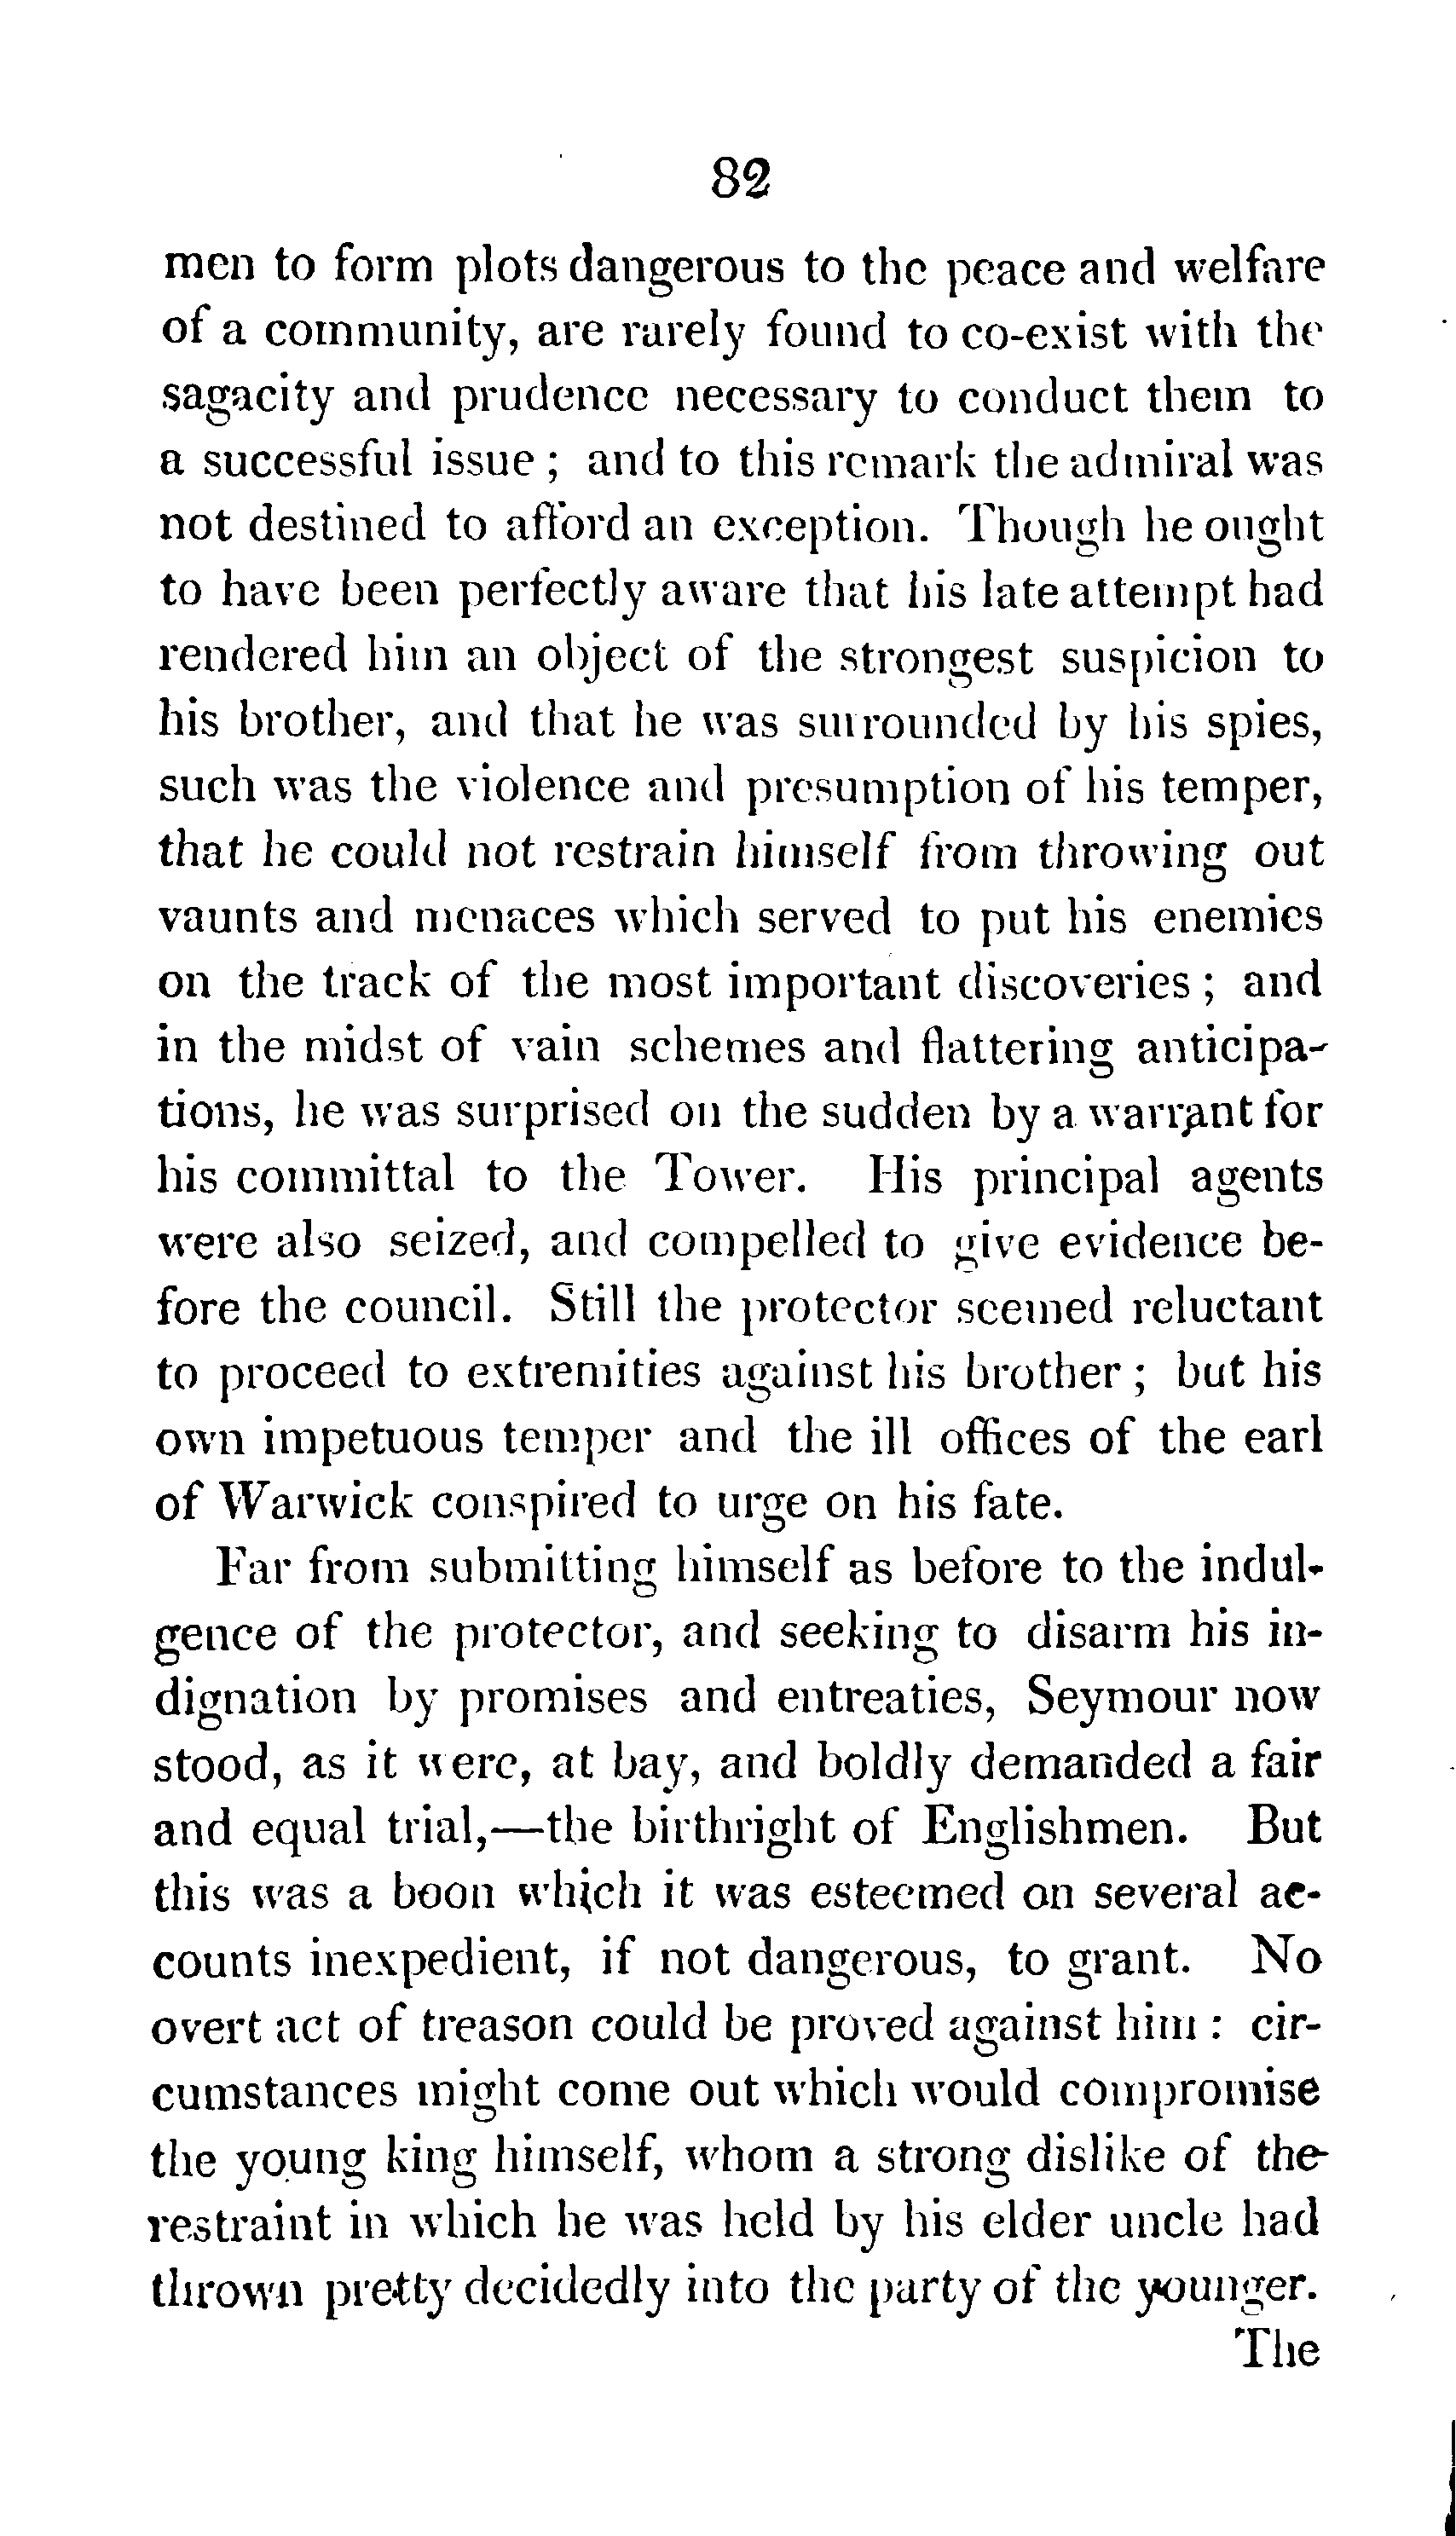 82
men to form plots dangerous to the peace and welfare
of a community, are rarely found to co-exist with the
sagacity and prudence necessary to conduct them to
a successful issue ; and to this remark the admiral was
not destined to afford an exception. Though he ought
to have been perfectly aware that his late attempt had
rendered him an object of the strongest suspicion to
his brother, and that he was surrounded by his spies,
such was the violence and presumption of his temper,
that he could not restrain himself from throwing out
vaunts and menaces which served to put his enemies
on the track of the most important discoveries ; and
in the midst of vain schemes and flattering anticipa-
tions, he was surprised on the sudden by a warrant for
his committal to the Tower. His principal agents
were also seized, and compelled to give evidence be-
fore the council. Still the protector seemed reluctant
to proceed to extremities against his brother ; but his
own impetuous temper and the ill offices of the earl
of Warwick conspired to urge on his fate.
Far from submitting himself as before to the indul-
gence of the protector, and seeking to disarm his in-
dignation by promises and entreaties, Seymour now
stood, as it were, at bay, and boldly demanded a fair
and equal trial,—the birthright of Englishmen. But
this was a boon which it was esteemed on several ac-
counts inexpedient, if not dangerous, to grant. No
overt act of treason could be proved against him : cir-
cumstances might come out which would compromise
the young king himself, whom a strong dislike of the
restraint in which he was held by his elder uncle had
thrown pretty decidedly into the party of the younger.
The